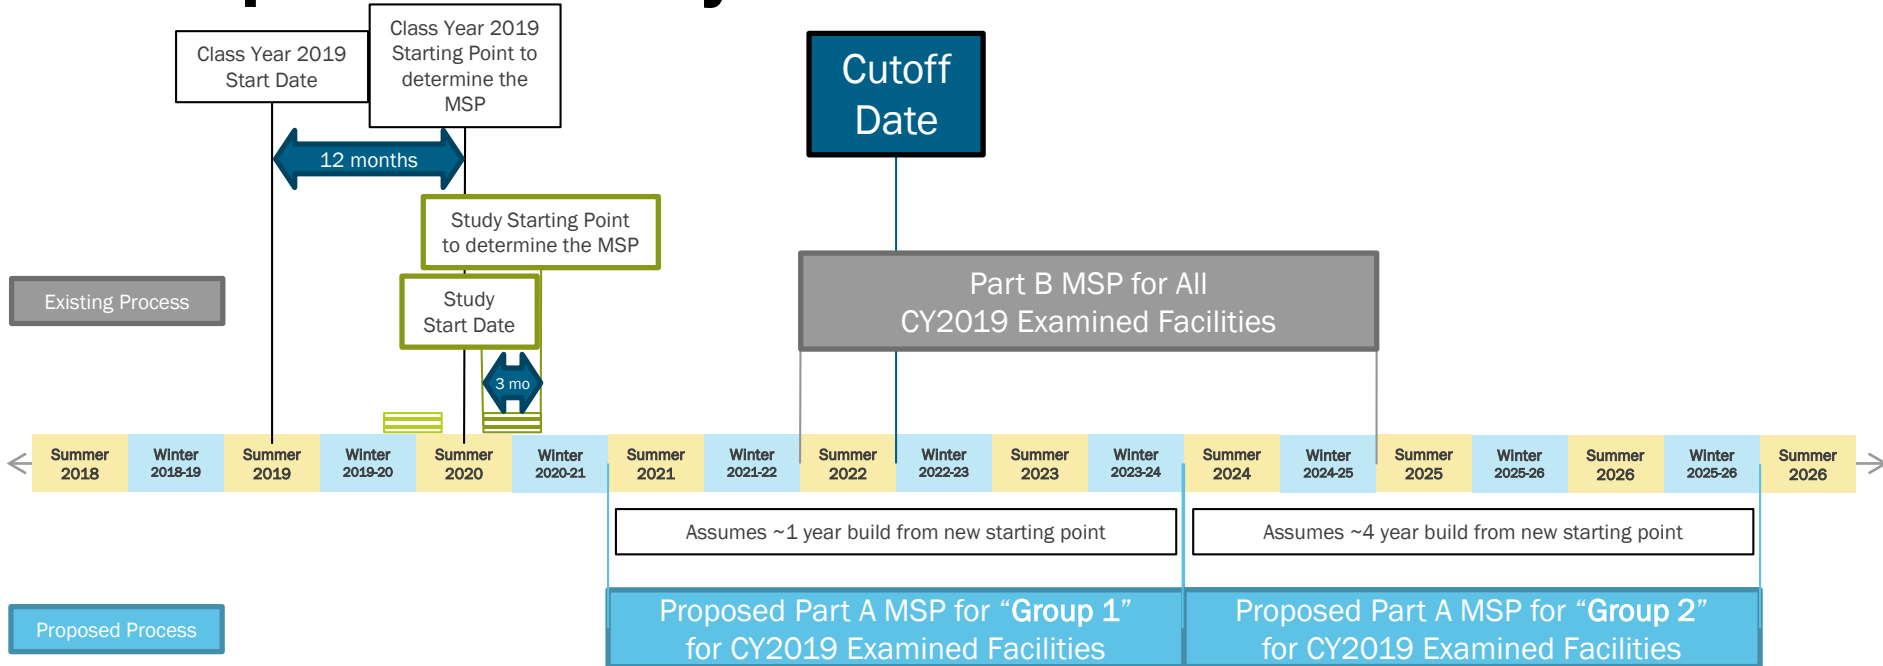 Class Year 2019
Start Date
Class Year 2019
Starting Point to
determine the
MSP
Cutoff
Date
12 months
Study Starting Point
to determine the MSP
Study
Start Date
3 mo
Existing Process
Part B MSP for All
CY2019 Examined Facilities
Summer
2018
Winter
2018-19
Summer
2019
Winter
2019-20
Summer
2020
Winter
2020-21
Summer
2021
Winter
2021-22
Summer
2022
Winter
2022-23
Summer
2023
Winter
2023-24
Summer
2024
Winter
2024-25
Summer
2025
Winter
2025-26
Summer
2026
Winter
2025-26
Summer
2026
Assumes ~1 year build from new starting point
Assumes ~4 year build from new starting point
Proposed Process
Proposed Part A MSP for “Group 1”
for CY2019 Examined Facilities
Proposed Part A MSP for “Group 2”
for CY2019 Examined Facilities